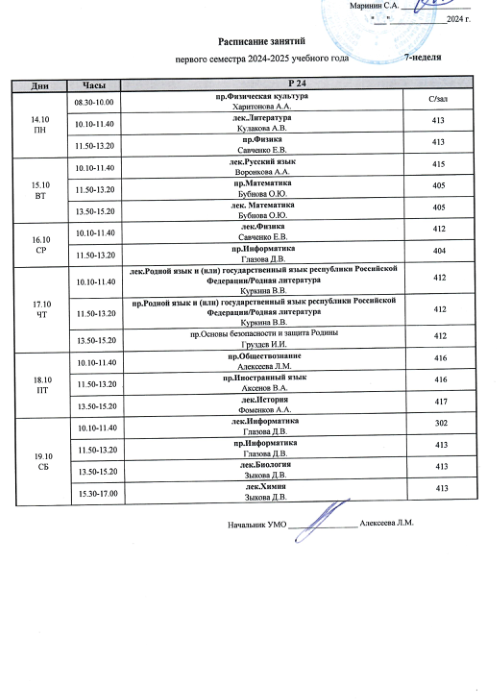 Маринин С.А.
"__" __________ 2024 г.
Расписание занятий
первого семестра 2024-2025 учебного года 7-неделя
Дни Часы Р 24
14.10
ПН
08.30-10.00 пр.Физическая культура С/зал
Харитонова А.А.
10.10-11.40 лек.Литература 413
Кулакова А.В.
11.50-13.20 пр.Физика 413
Савченко Е.В.
15.10
ВТ
10.10-11.40 лек.Русский язык 415
Воронкова А.А.
11.50-13.20 пр.Математика 405
Бубнова О.Ю.
13.50-15.20 лек. Математика 405
Бубнова О.Ю.
16.10
СР
10.10-11.40 лек.Физика 412
Савченко Е.В.
11.50-13.20 пр.Информатика 404
Глазова Д.В.
17.10
ЧТ
10.10-11.40 лек.Родной язык и (или) государственный язык республики Российской 412
Федерации/Родная литература
Куркина В.В.
11.50-13.20 пр.Родной язык и (или) государственный язык республики Российской 412
Федерации/Родная литература
Куркина В.В.
13.50-15.20 пр.Основы безопасности и защита Родины 412
Груздев И.И.
18.10
ПТ
10.10-11.40 пр.Обществознание 416
Алексеева Л.М.
11.50-13.20 пр.Иностранный язык 416
Аксенов В.А.
13.50-15.20 лек.История 417
Фоменков А.А.
19.10
СБ
10.10-11.40 лек.Информатика 302
Глазова Д.В.
11.50-13.20 пр.Информатика 413
Глазова Д.В.
13.50-15.20 лек.Биология 413
Зыкова Д.В.
15.30-17.00 лек.Химия 413
Зыкова Д.В.
Начальник УМО __________ Алексеева Л.М.